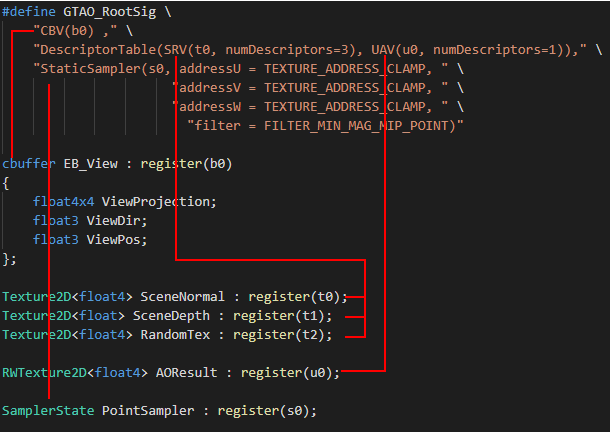 #define GTAO_RootSig \
"CBV(b0) ," \
"DescriptorTable(SRV(t0, numDescriptors=3), UAV(u0, numDescriptors=1))," \
"StaticSampler(s0, addressU = TEXTURE_ADDRESS_CLAMP, " \
"addressV = TEXTURE_ADDRESS_CLAMP, " \
"addressW = TEXTURE_ADDRESS_CLAMP, " \
"filter = FILTER_MIN_MAG_MIP_POINT)"
cbuffer EB_View : register(b0)
{
float4x4 ViewProjection;
float3 ViewDir;
float3 ViewPos;
};
Texture2D<float4> SceneNormal : register(t0);
Texture2D<float> SceneDepth : register(t1);
Texture2D<float4> RandomTex : register(t2);
RWTexture2D<float4> AOResult : register(u0);
SamplerState PointSampler : register(s0);